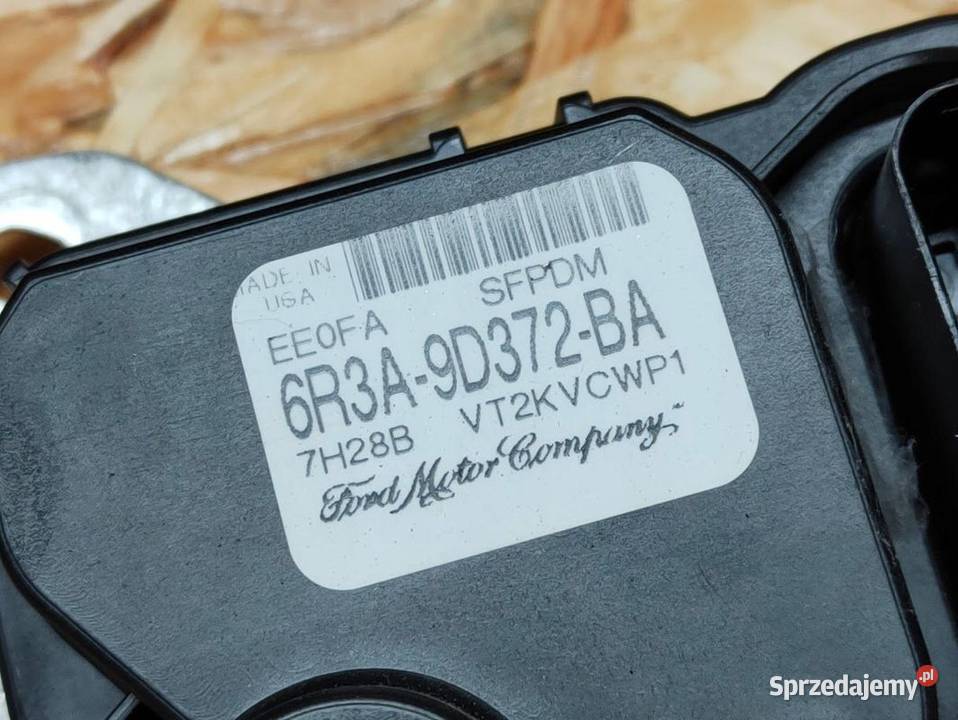 MADE IN
USA
SFPDM
EE0FA
6R3A-9D372-BA
7H28B VT2KVCWP1
Ford Motor Company
Sprzedajemy.pl